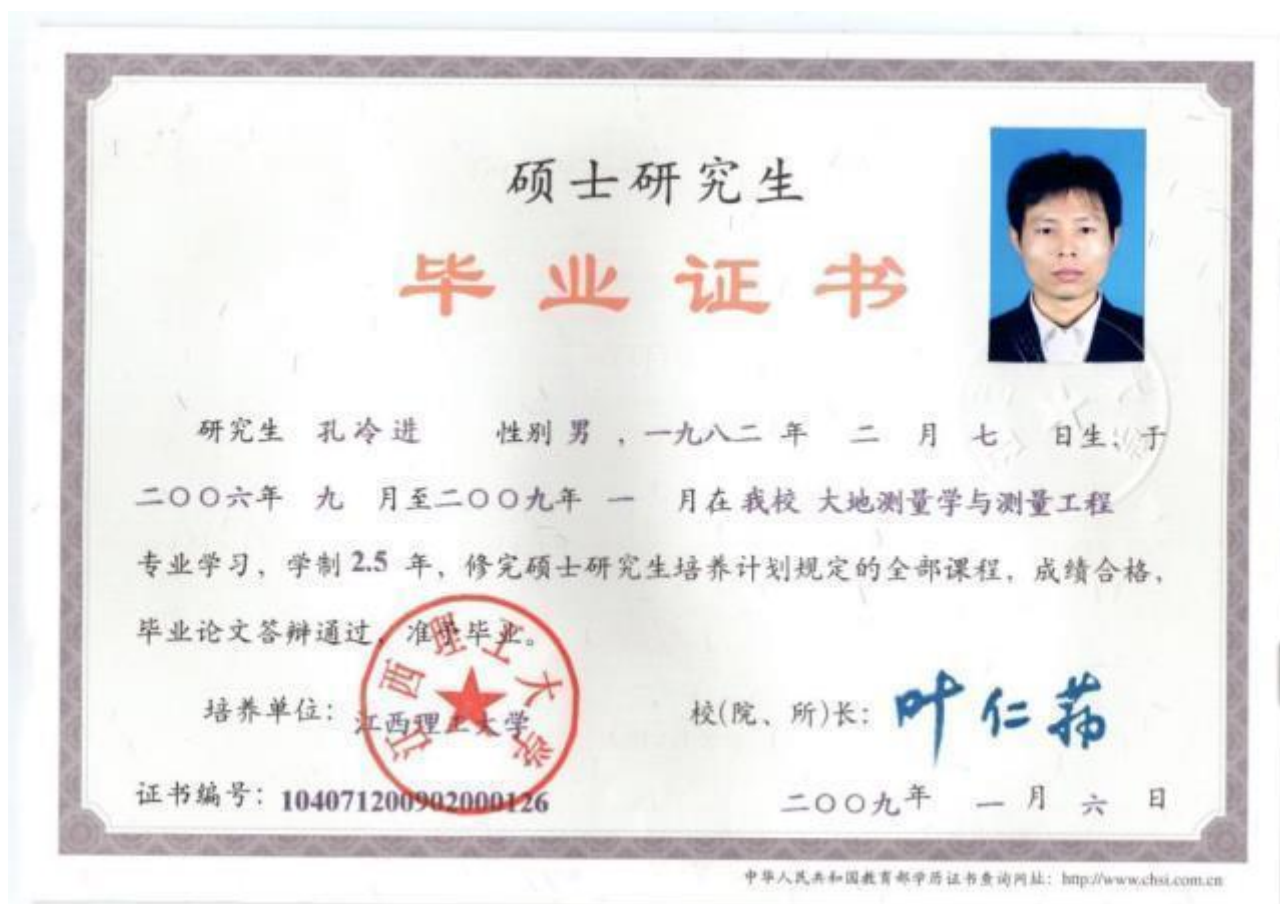 硕士研究生
毕业证书
研究生 孔冷进 性别 男 ，一九八二 年 二 月 七 日生、于
二〇〇六年 九 月至二〇〇九年 一 月在我校 大地测量学与测量工程
专业学习，学制 2.5 年，修完硕士研究生培养计划规定的全部课程，成绩合格，
毕业论文答辩通过，准予毕业。
江西理工大学
培养单位：江西理工大学 校(院、所)长：叶仁荪
证书编号：104071200902000126 二〇〇九年 一 月 六 日
中华人民共和国教育部学历证书查询网址：http://www.chsi.com.cn